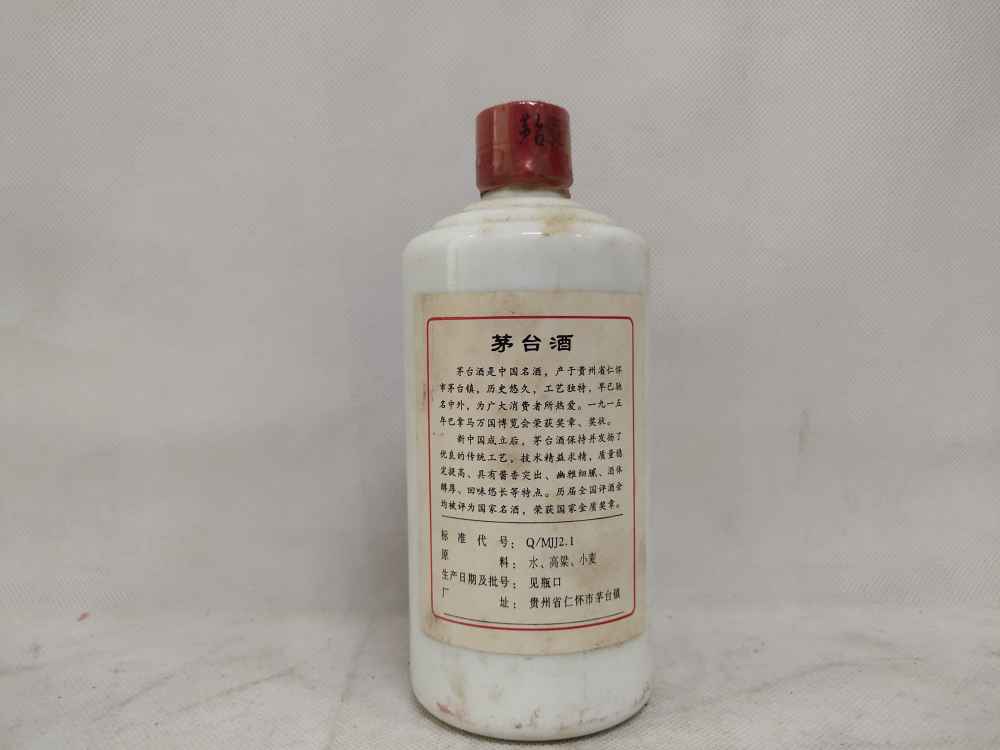 茅台
茅台酒
茅台酒是中国名酒，产于贵州省仁怀
市茅台镇，历史悠久，工艺独特，早已驰
名中外，为广大消费者所热爱。一九一五
年巴拿马万国博览会荣获奖章、奖状。
新中国成立后，茅台酒保持并发扬了
优良的传统工艺，技术精益求精，质量稳
定提高、具有酱香突出、幽雅细腻、酒体
醇厚、回味悠长等特点。历届全国评酒会
均被评为国家名酒，荣获国家金质奖章。
标准代号：Q/MJJ2.1
原料：水、高粱、小麦
生产日期及批号：见瓶口
厂址：贵州省仁怀市茅台镇